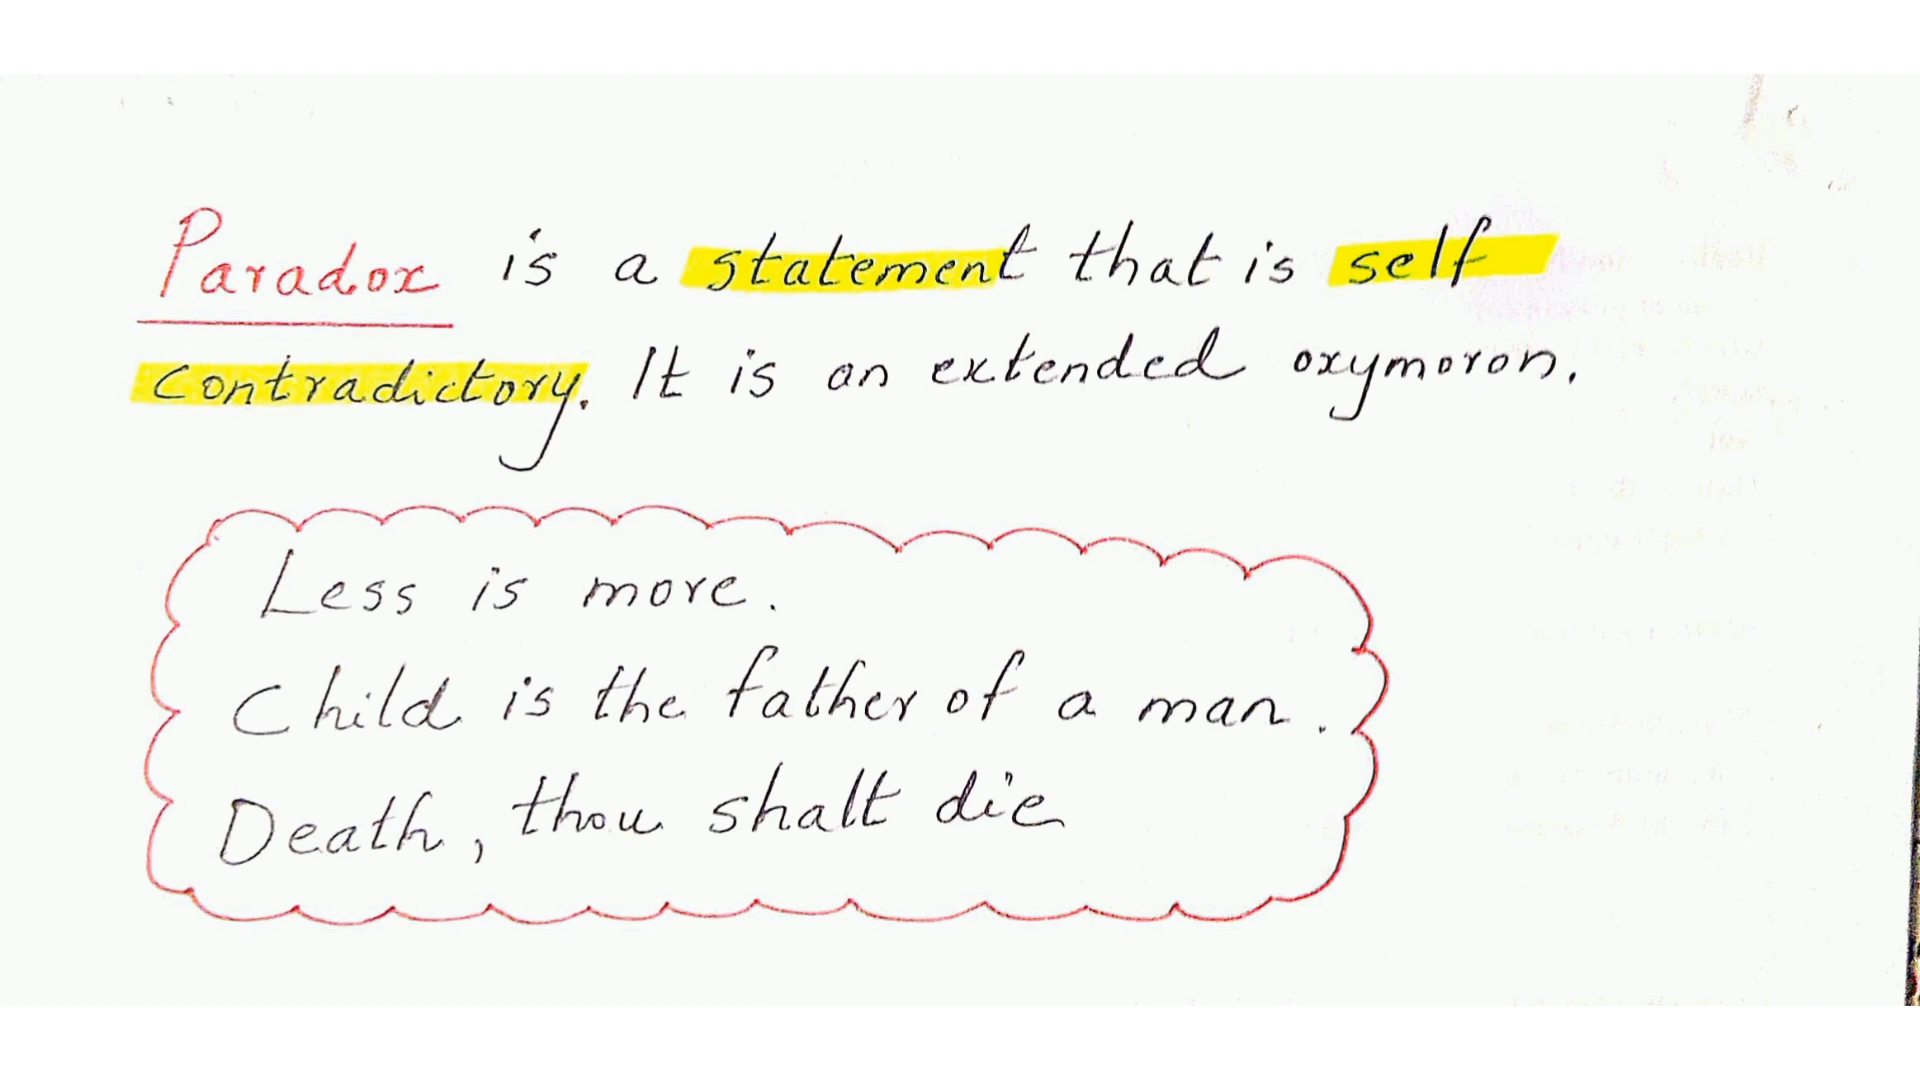 Paradox is a statement that is self
contradictory. It is an extended oxymoron.
Less is more.
Child is the father of a man.
Death, thou shalt die